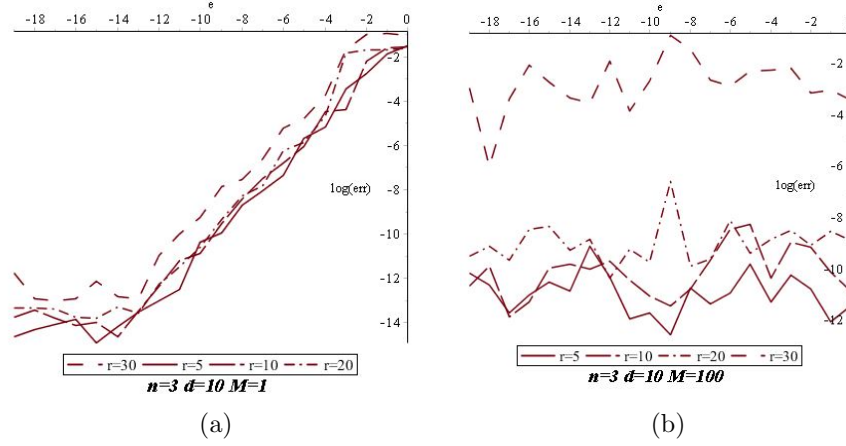 e
-18 -16 -14 -12 -10 -8 -6 -4 -2 0
-2
-4
-6
log(err)
-8
-10
-12
-14
r=30 r=5 r=10 r=20
n=3 d=10 M=1
(a)
e
-18 -16 -14 -12 -10 -8 -6 -4 -2
-2
-4
-6
log(err)
-8
-10
-12
r=5 r=10 r=20 r=30
n=3 d=10 M=100
(b)